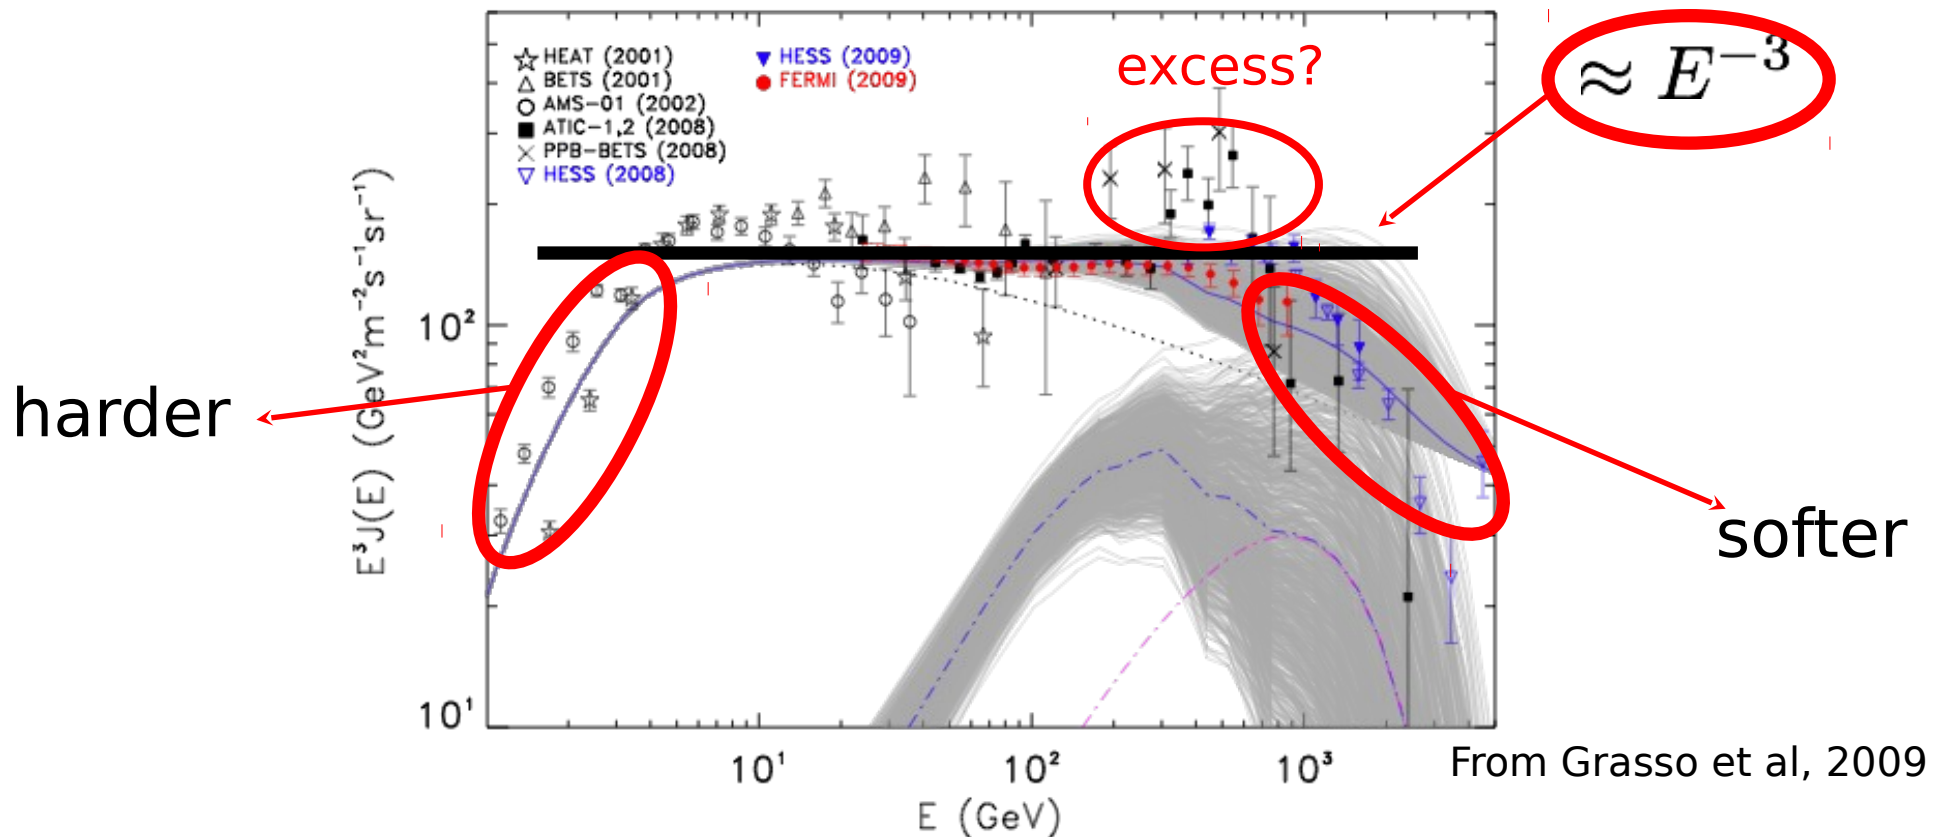 HEAT (2001)
BETS (2001)
AMS-01 (2002)
ATIC-1,2 (2008)
PPB-BETS (2008)
HESS (2008)
HESS (2009)
FERMI (2009)
excess?
≈ E⁻³
harder
softer
E³J(E) (GeV²m⁻²s⁻¹sr⁻¹)
10²
10¹
10¹ 10² 10³
E (GeV)
From Grasso et al, 2009